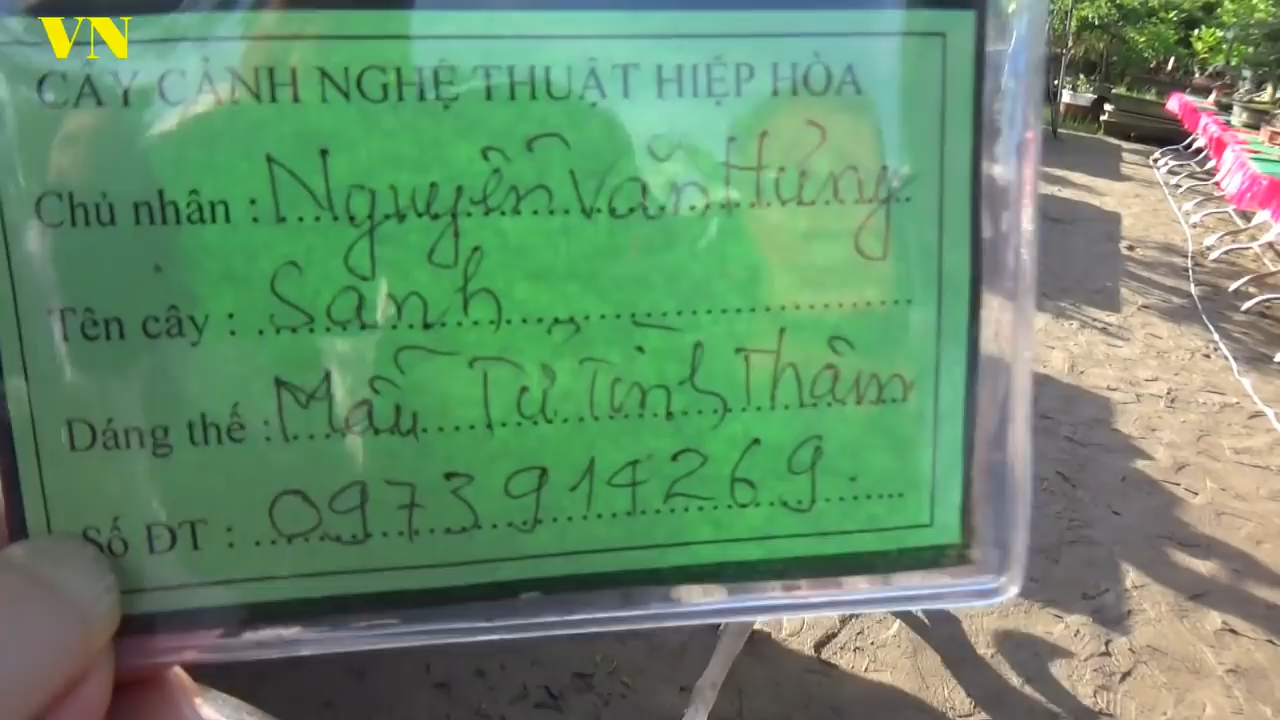 VN
CÂY CẢNH NGHỆ THUẬT HIỆP HÒA
Chủ nhân : Nguyễn Văn Hưng
Tên cây : Sanh
Dáng thế : Mẫu Tử Tình Thâm
Số ĐT : 0973914269